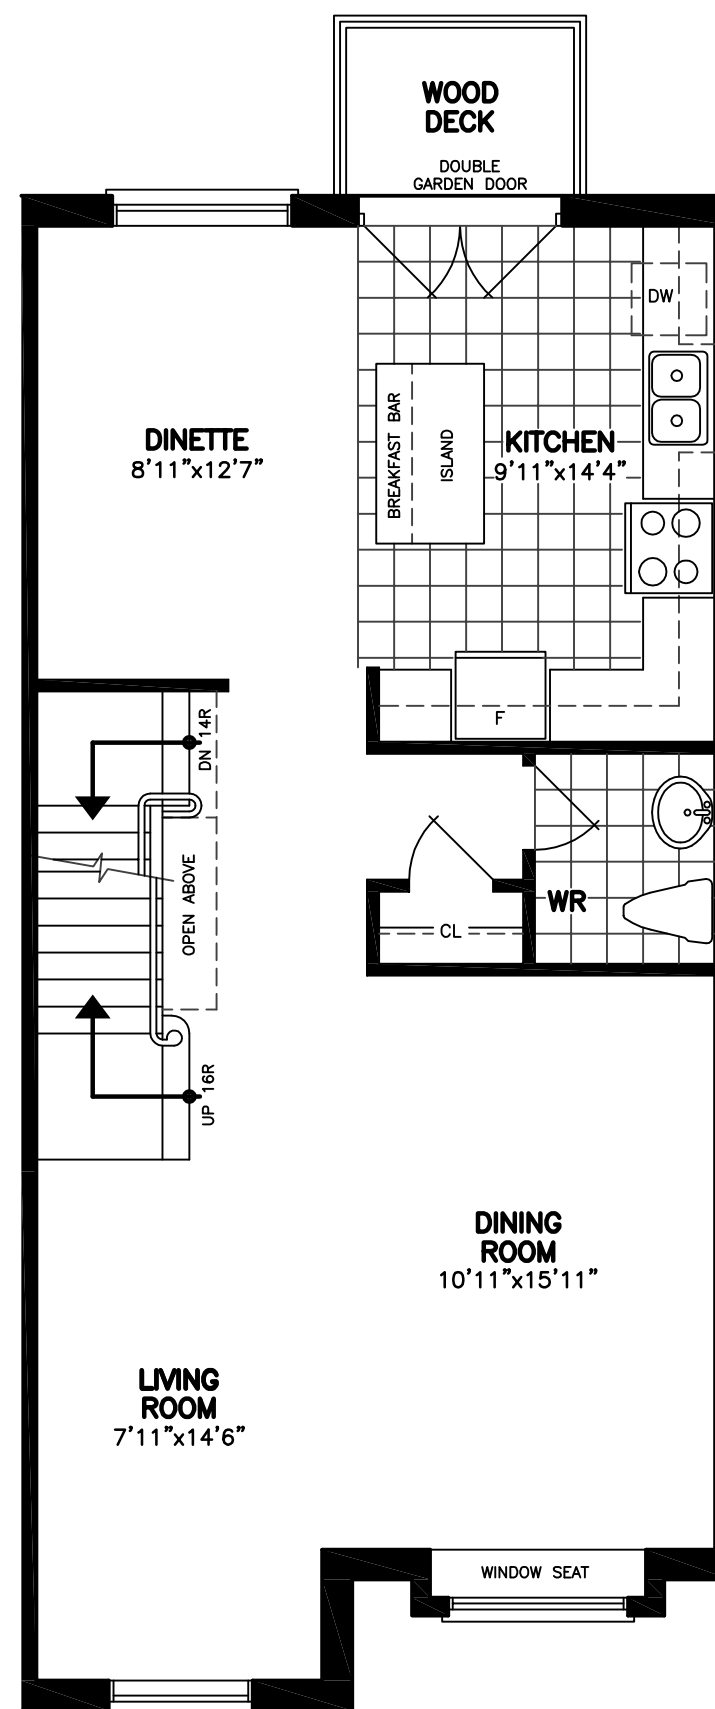 WOOD
DECK
DOUBLE
GARDEN DOOR
DW
DINETTE
8'11"x12'7"
BREAKFAST BAR
ISLAND
KITCHEN
9'11"x14'4"
F
DN 14R
OPEN ABOVE
WR
CL
UP 16R
DINING
ROOM
10'11"x15'11"
LIVING
ROOM
7'11"x14'6"
WINDOW SEAT